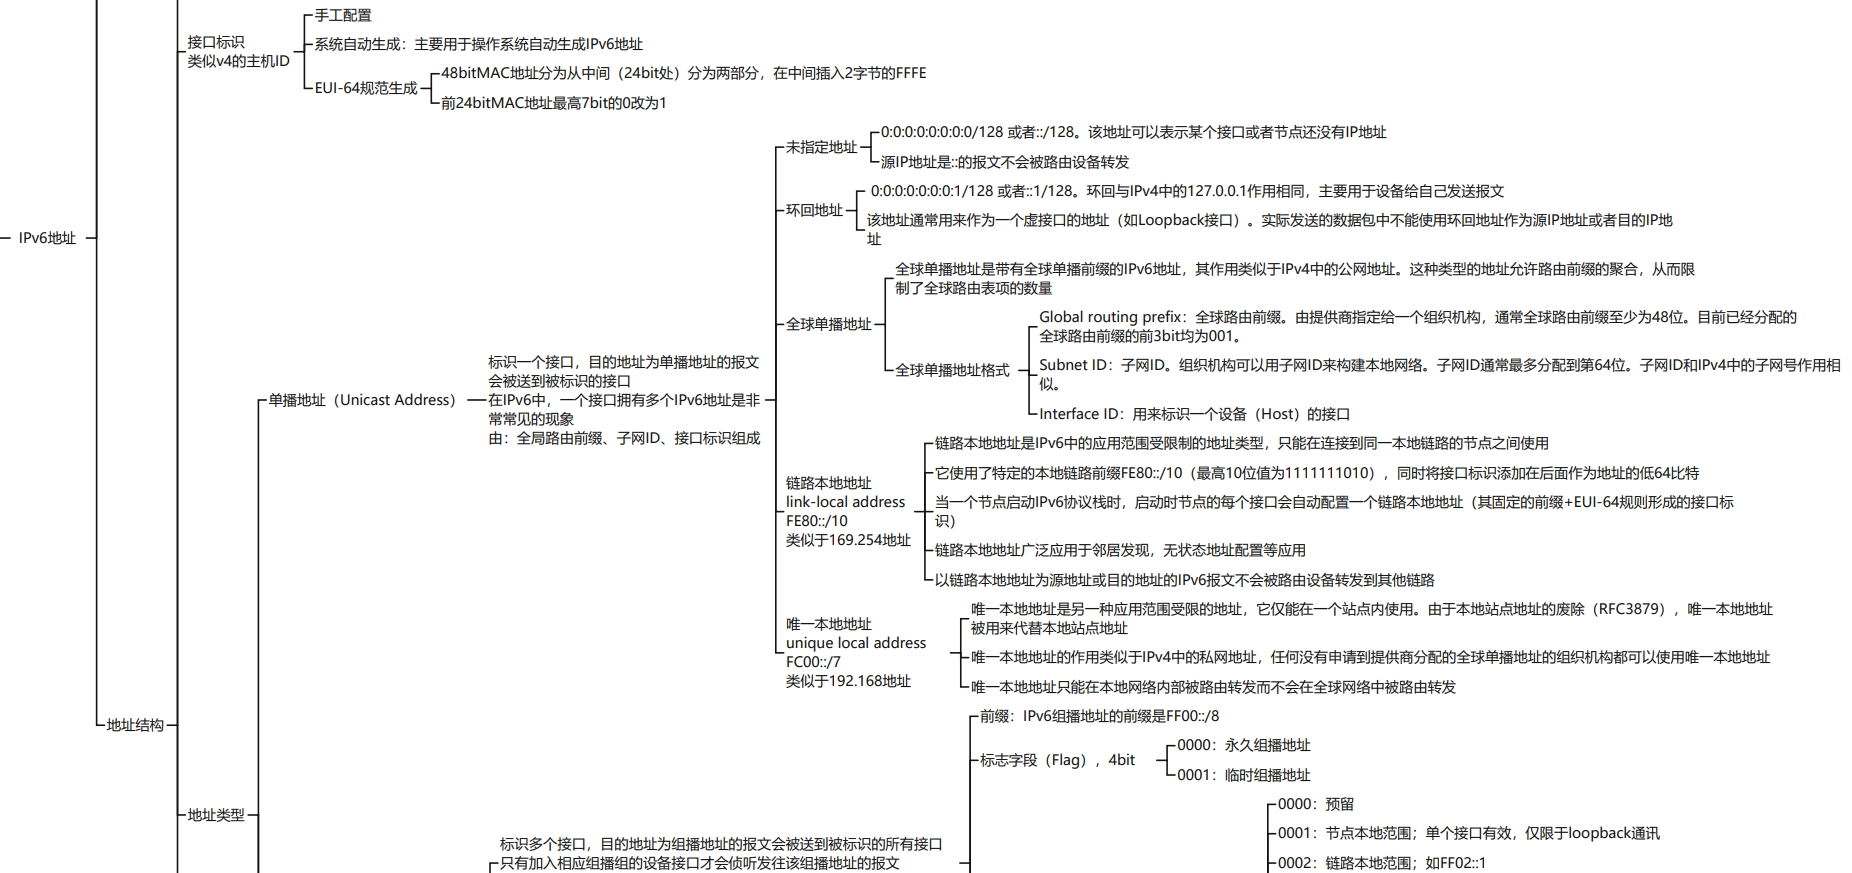 手工配置
接口标识
类似v4的主机ID
系统自动生成：主要用于操作系统自动生成IPv6地址
EUI-64规范生成
48bitMAC地址分为从中间（24bit处）分为两部分，在中间插入2字节的FFFE
前24bitMAC地址最高7bit的0改为1
未指定地址
0:0:0:0:0:0:0:0/128 或者::/128。该地址可以表示某个接口或者节点还没有IP地址
源IP地址是::的报文不会被路由设备转发
环回地址
0:0:0:0:0:0:0:1/128 或者::1/128。环回与IPv4中的127.0.0.1作用相同，主要用于设备给自己发送报文
该地址通常用来作为一个虚接口的地址（如Loopback接口）。实际发送的数据包中不能使用环回地址作为源IP地址或者目的IP地
址
IPv6地址
全球单播地址
全球单播地址是带有全球单播前缀的IPv6地址，其作用类似于IPv4中的公网地址。这种类型的地址允许路由前缀的聚合，从而限
制了全球路由表项的数量
全球单播地址格式
Global routing prefix：全球路由前缀。由提供商指定给一个组织机构，通常全球路由前缀至少为48位。目前已经分配的
全球路由前缀的前3bit均为001。
Subnet ID：子网ID。组织机构可以用子网ID来构建本地网络。子网ID通常最多分配到第64位。子网ID和IPv4中的子网号作用相
似。
Interface ID：用来标识一个设备（Host）的接口
单播地址（Unicast Address）
标识一个接口，目的地址为单播地址的报文
会被送到被标识的接口
在IPv6中，一个接口拥有多个IPv6地址是非
常常见的现象
由：全局路由前缀、子网ID、接口标识组成
链路本地地址
link-local address
FE80::/10
类似于169.254地址
链路本地地址是IPv6中的应用范围受限制的地址类型，只能在连接到同一本地链路的节点之间使用
它使用了特定的本地链路前缀FE80::/10（最高10位值为1111111010），同时将接口标识添加在后面作为地址的低64比特
当一个节点启动IPv6协议栈时，启动时节点的每个接口会自动配置一个链路本地地址（其固定的前缀+EUI-64规则形成的接口标
识）
链路本地地址广泛应用于邻居发现，无状态地址配置等应用
以链路本地地址为源地址或目的地址的IPv6报文不会被路由设备转发到其他链路
唯一本地地址
unique local address
FC00::/7
类似于192.168地址
唯一本地地址是另一种应用范围受限的地址，它仅能在一个站点内使用。由于本地站点地址的废除（RFC3879），唯一本地地址
被用来代替本地站点地址
唯一本地地址的作用类似于IPv4中的私网地址，任何没有申请到提供商分配的全球单播地址的组织机构都可以使用唯一本地地址
唯一本地地址只能在本地网络内部被路由转发而不会在全球网络中被路由转发
地址结构
地址类型
标识多个接口，目的地址为组播地址的报文会被送到被标识的所有接口
只有加入相应组播组的设备接口才会侦听发往该组播地址的报文
前缀：IPv6组播地址的前缀是FF00::/8
标志字段（Flag），4bit
0000：永久组播地址
0001：临时组播地址
0000：预留
0001：节点本地范围；单个接口有效，仅限于loopback通讯
0002：链路本地范围；如FF02::1